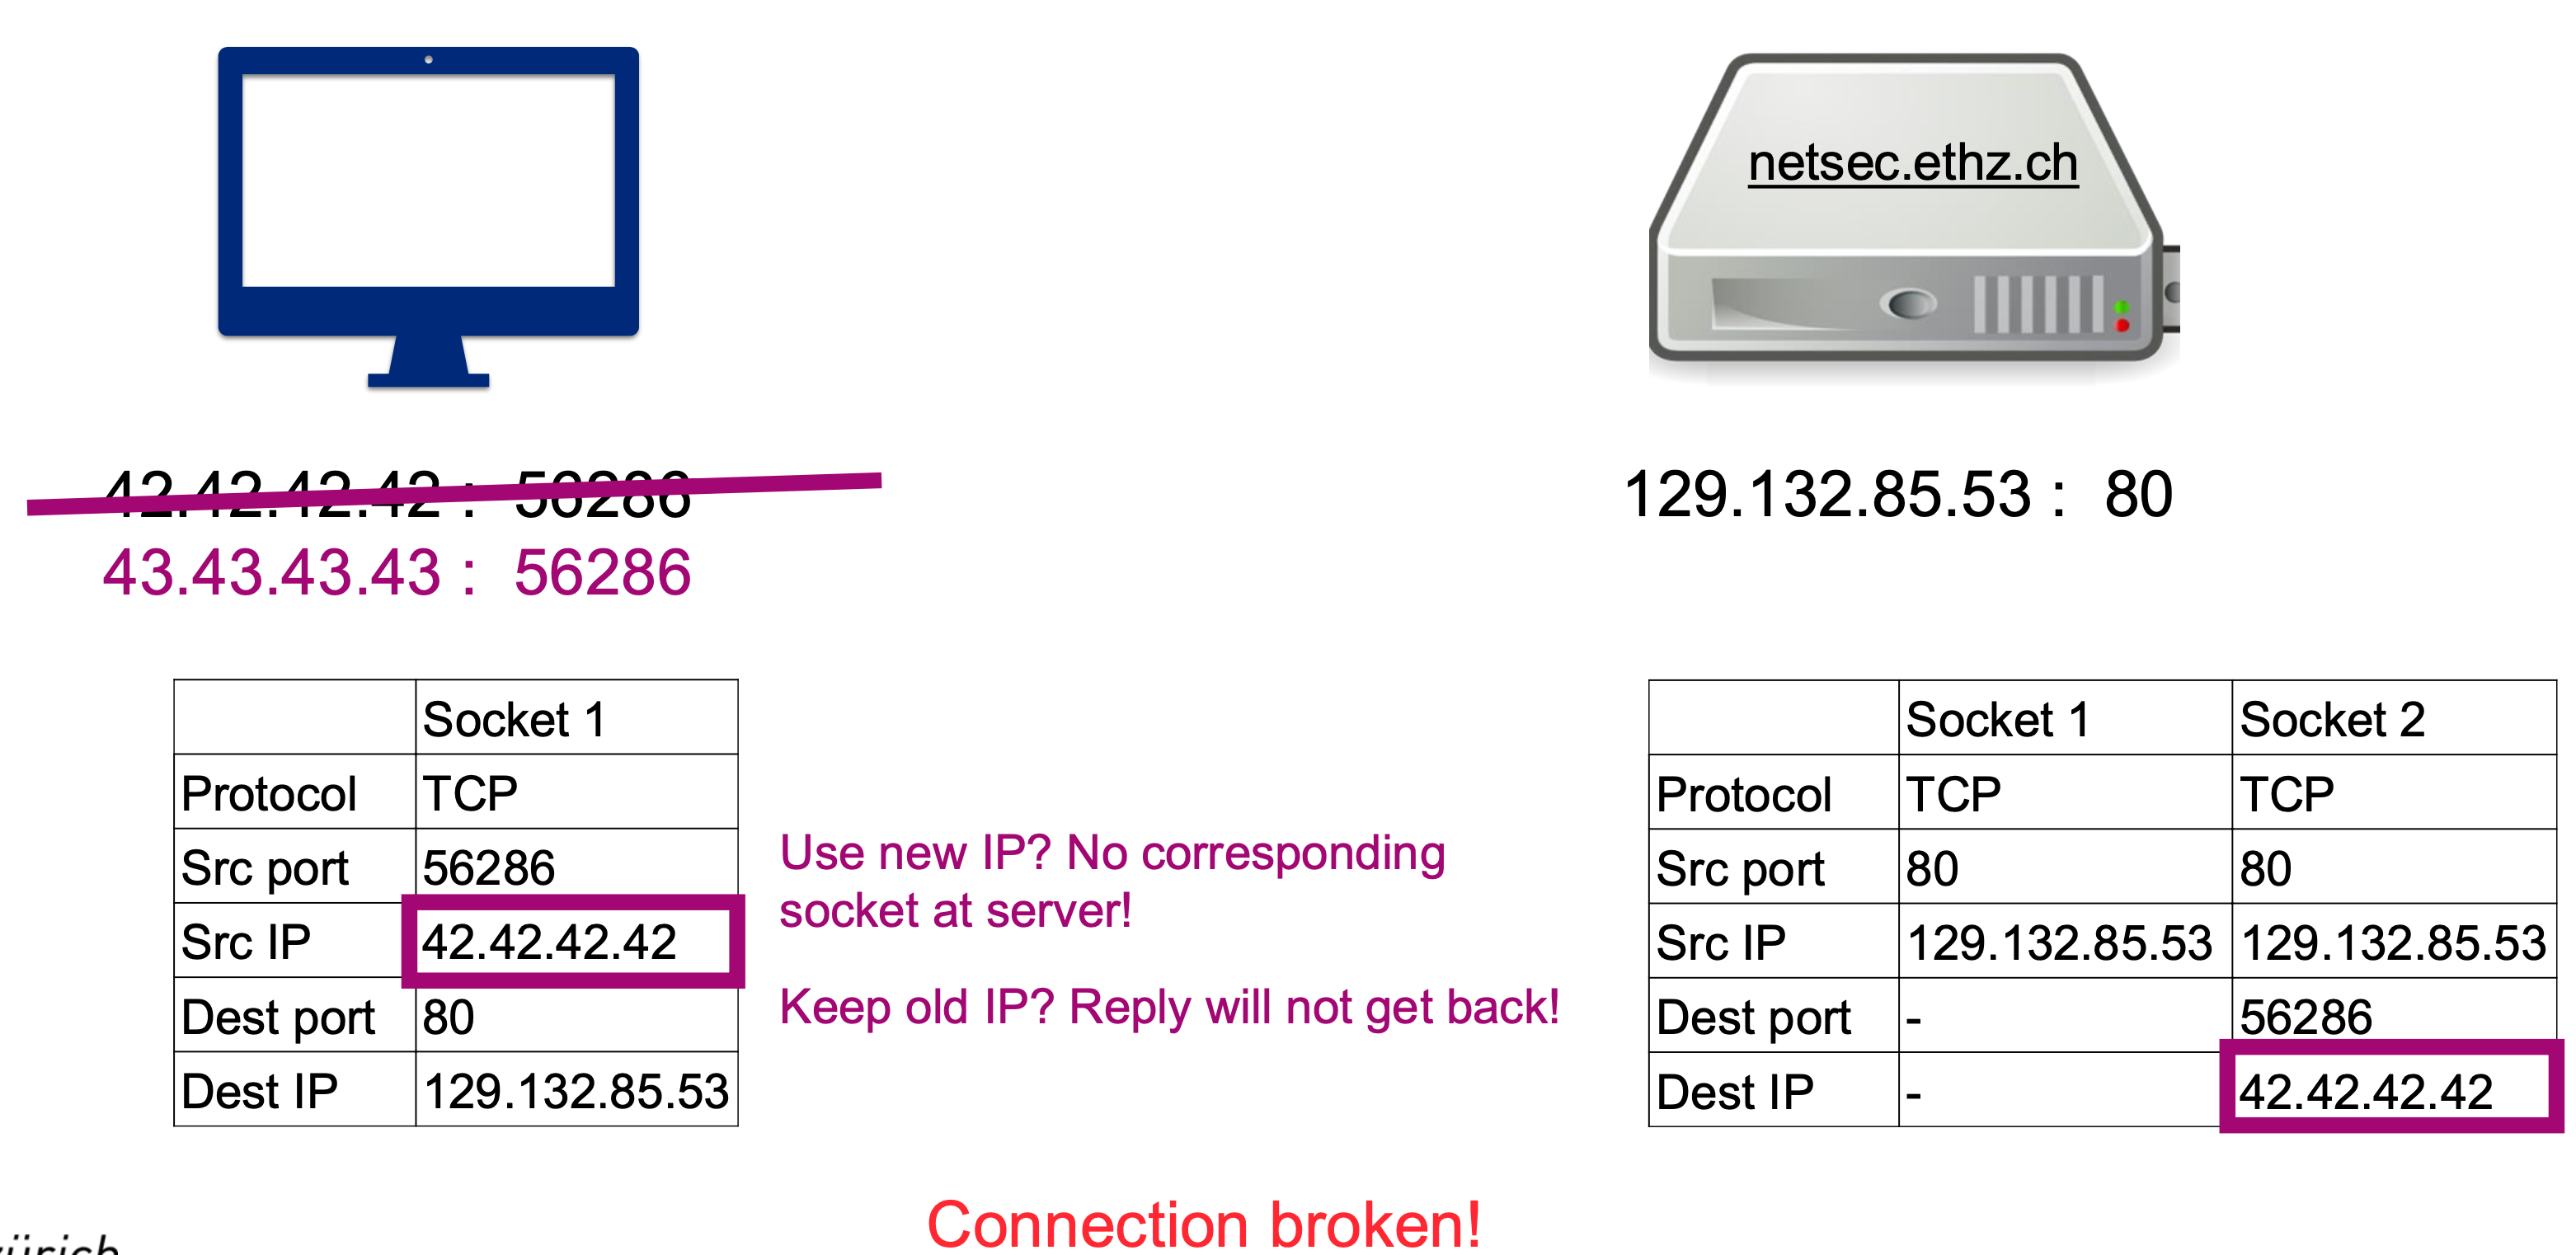 netsec.ethz.ch
42.42.42.42 : 56286
43.43.43.43 : 56286
129.132.85.53 : 80
Socket 1
Protocol TCP
Src port 56286
Src IP 42.42.42.42
Dest port 80
Dest IP 129.132.85.53
Use new IP? No corresponding
socket at server!
Keep old IP? Reply will not get back!
Socket 1 Socket 2
Protocol TCP TCP
Src port 80 80
Src IP 129.132.85.53 129.132.85.53
Dest port - 56286
Dest IP - 42.42.42.42
Connection broken!